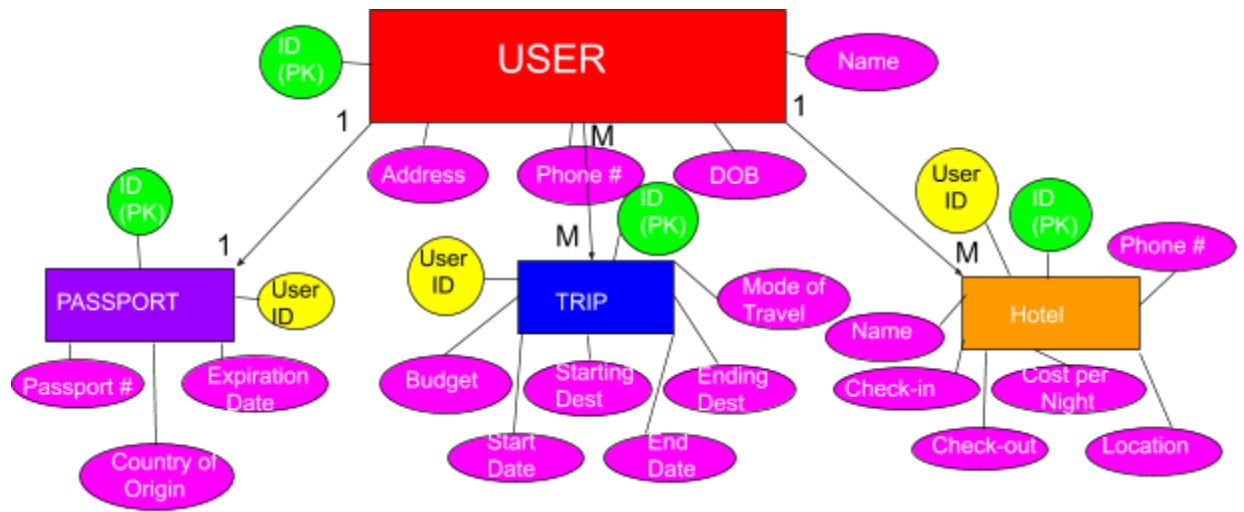 USER
ID
(PK)
Name
1
M
1
Address
Phone #
DOB
ID
(PK)
1
PASSPORT
User
ID
Passport #
Expiration
Date
Country of
Origin
M
ID
(PK)
User
ID
TRIP
Mode of
Travel
Budget
Starting
Dest
Ending
Dest
Start
Date
End
Date
User
ID
ID
(PK)
M
Phone #
Hotel
Name
Check-in
Cost per
Night
Check-out
Location